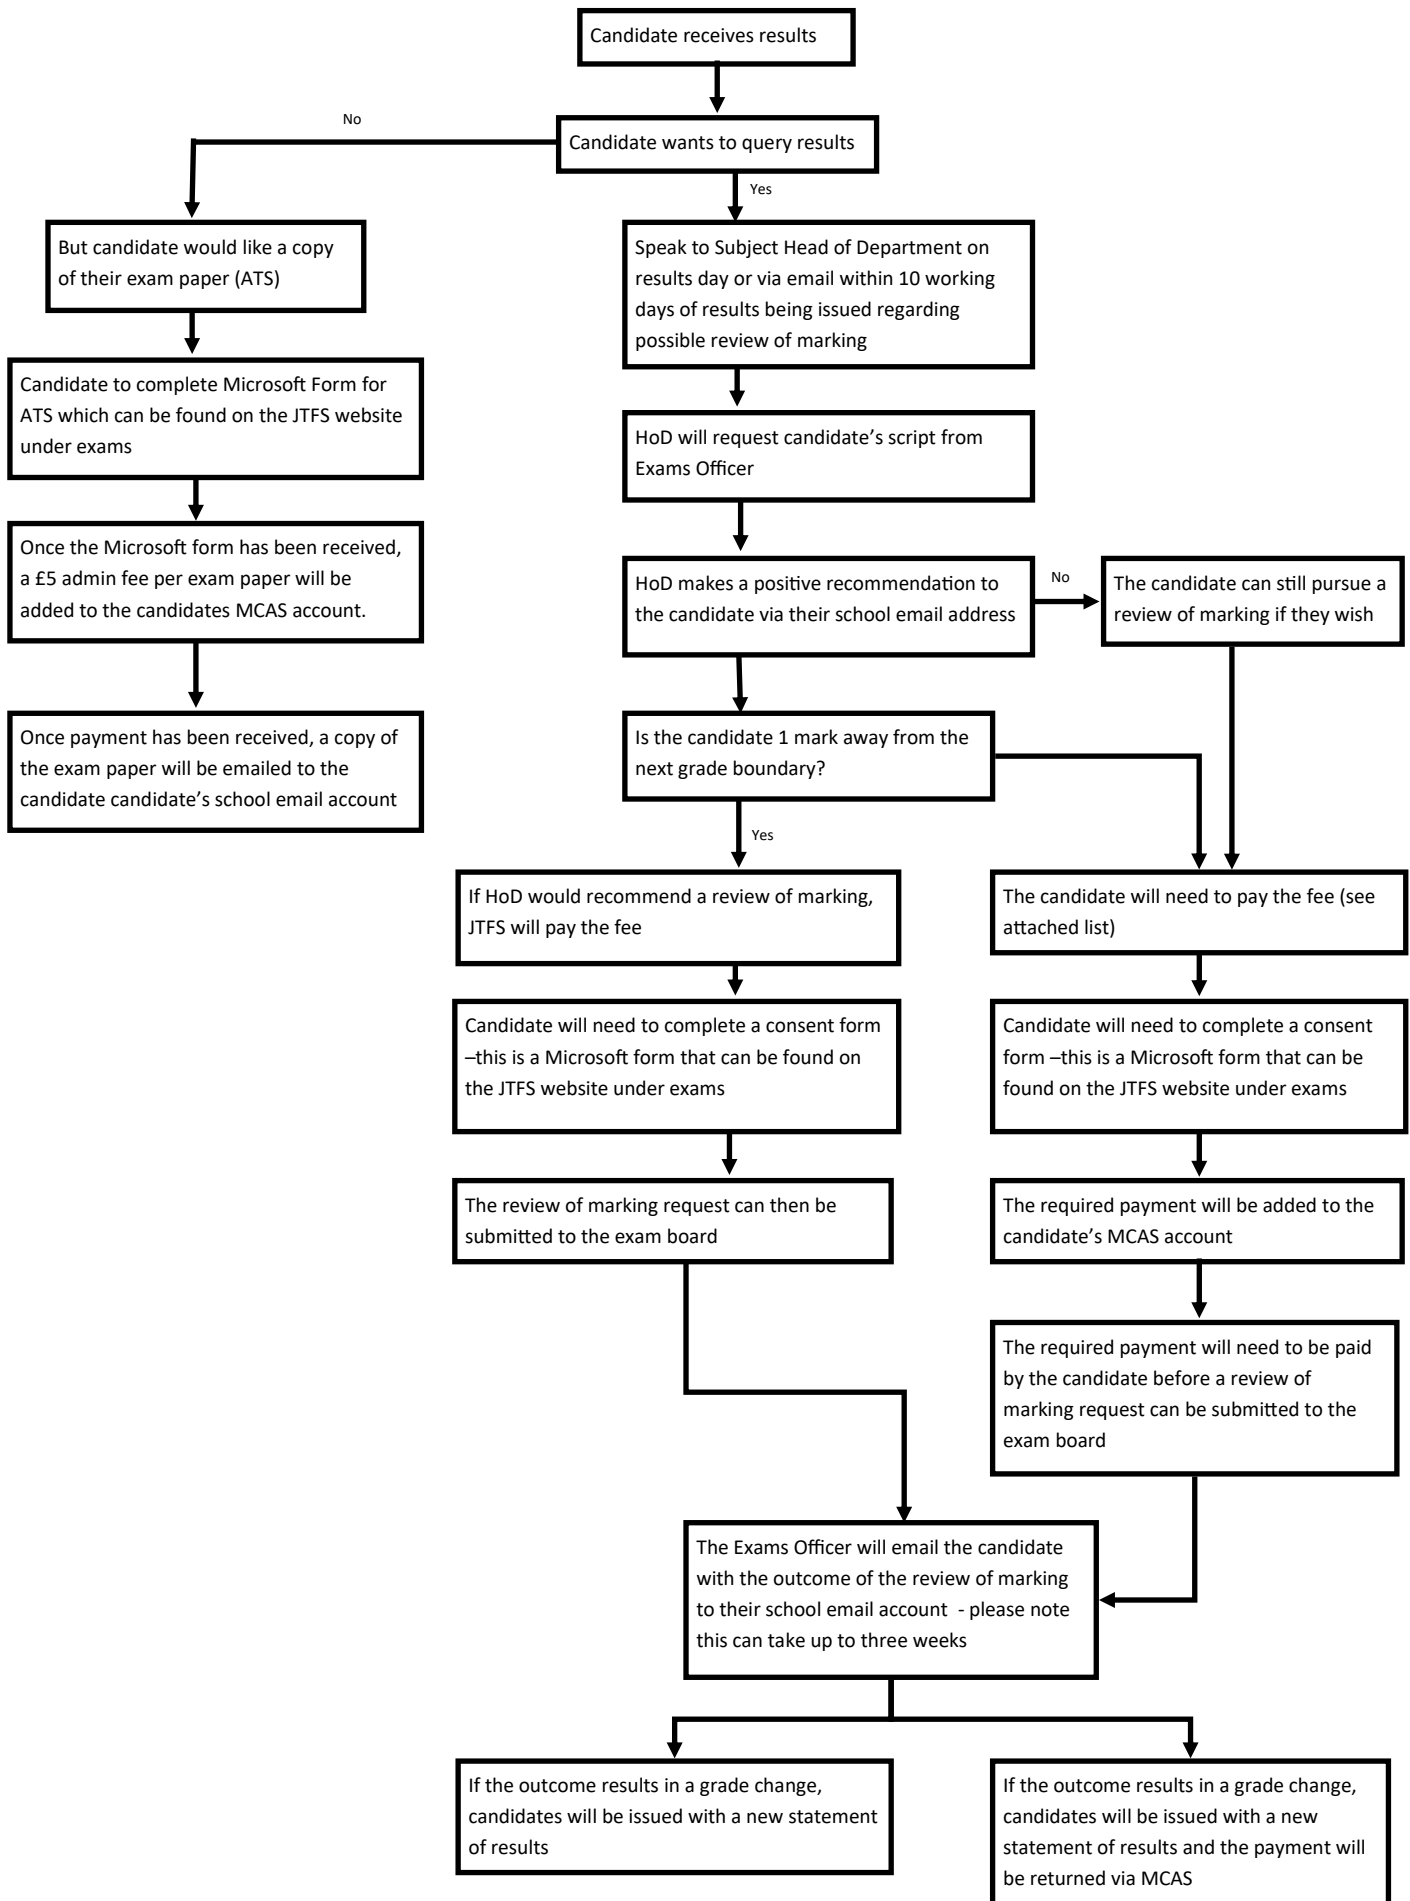 Candidate receives results
No
Candidate wants to query results
Yes
But candidate would like a copy
of their exam paper (ATS)
Speak to Subject Head of Department on
results day or via email within 10 working
days of results being issued regarding
possible review of marking
Candidate to complete Microsoft Form for
ATS which can be found on the JTFS website
under exams
HoD will request candidate’s script from
Exams Officer
Once the Microsoft form has been received,
a £5 admin fee per exam paper will be
added to the candidates MCAS account.
HoD makes a positive recommendation to
the candidate via their school email address
No
The candidate can still pursue a
review of marking if they wish
Once payment has been received, a copy of
the exam paper will be emailed to the
candidate candidate’s school email account
Is the candidate 1 mark away from the
next grade boundary?
Yes
If HoD would recommend a review of marking,
JTFS will pay the fee
The candidate will need to pay the fee (see
attached list)
Candidate will need to complete a consent form
–this is a Microsoft form that can be found on
the JTFS website under exams
Candidate will need to complete a consent
form –this is a Microsoft form that can be
found on the JTFS website under exams
The review of marking request can then be
submitted to the exam board
The required payment will be added to the
candidate’s MCAS account
The required payment will need to be paid
by the candidate before a review of
marking request can be submitted to the
exam board
The Exams Officer will email the candidate
with the outcome of the review of marking
to their school email account - please note
this can take up to three weeks
If the outcome results in a grade change,
candidates will be issued with a new statement
of results
If the outcome results in a grade change,
candidates will be issued with a new
statement of results and the payment will
be returned via MCAS